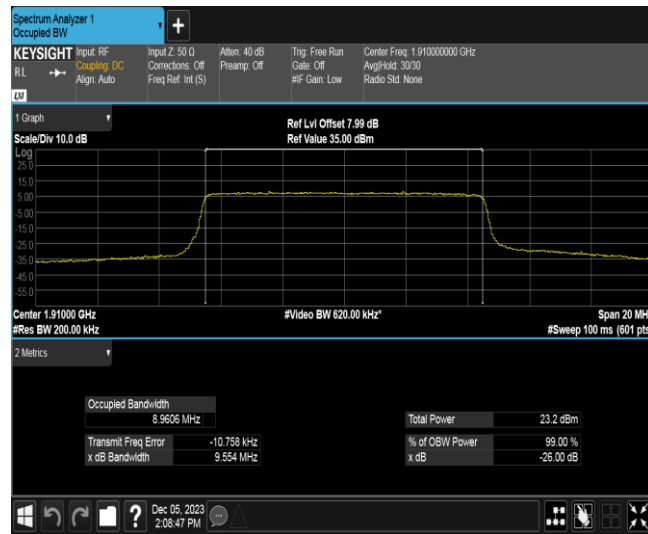 Spectrum Analyzer 1
Occupied BW
+
KEYSIGHT
RL
LXI
Input: RF
Coupling: DC
Align: Auto
Input Z: 50 Ω
Corrections: Off
Freq Ref: Int (S)
Atten: 40 dB
Preamp: Off
Trig: Free Run
Gate: Off
#IF Gain: Low
Center Freq: 1.910000000 GHz
Avg|Hold: 30/30
Radio Std: None
1 Graph
Scale/Div 10.0 dB
Ref Lvl Offset 7.99 dB
Ref Value 35.00 dBm
Log
25.0
15.0
5.00
-5.00
-15.0
-25.0
-35.0
-45.0
-55.0
Center 1.91000 GHz
#Video BW 620.00 kHz*
Span 20 MH
#Res BW 200.00 kHz
#Sweep 100 ms (601 pts
2 Metrics
Occupied Bandwidth
8.9606 MHz
Total Power 23.2 dBm
Transmit Freq Error -10.758 kHz
% of OBW Power 99.00 %
x dB Bandwidth 9.554 MHz
x dB -26.00 dB
?
Dec 05, 2023
2:08:47 PM